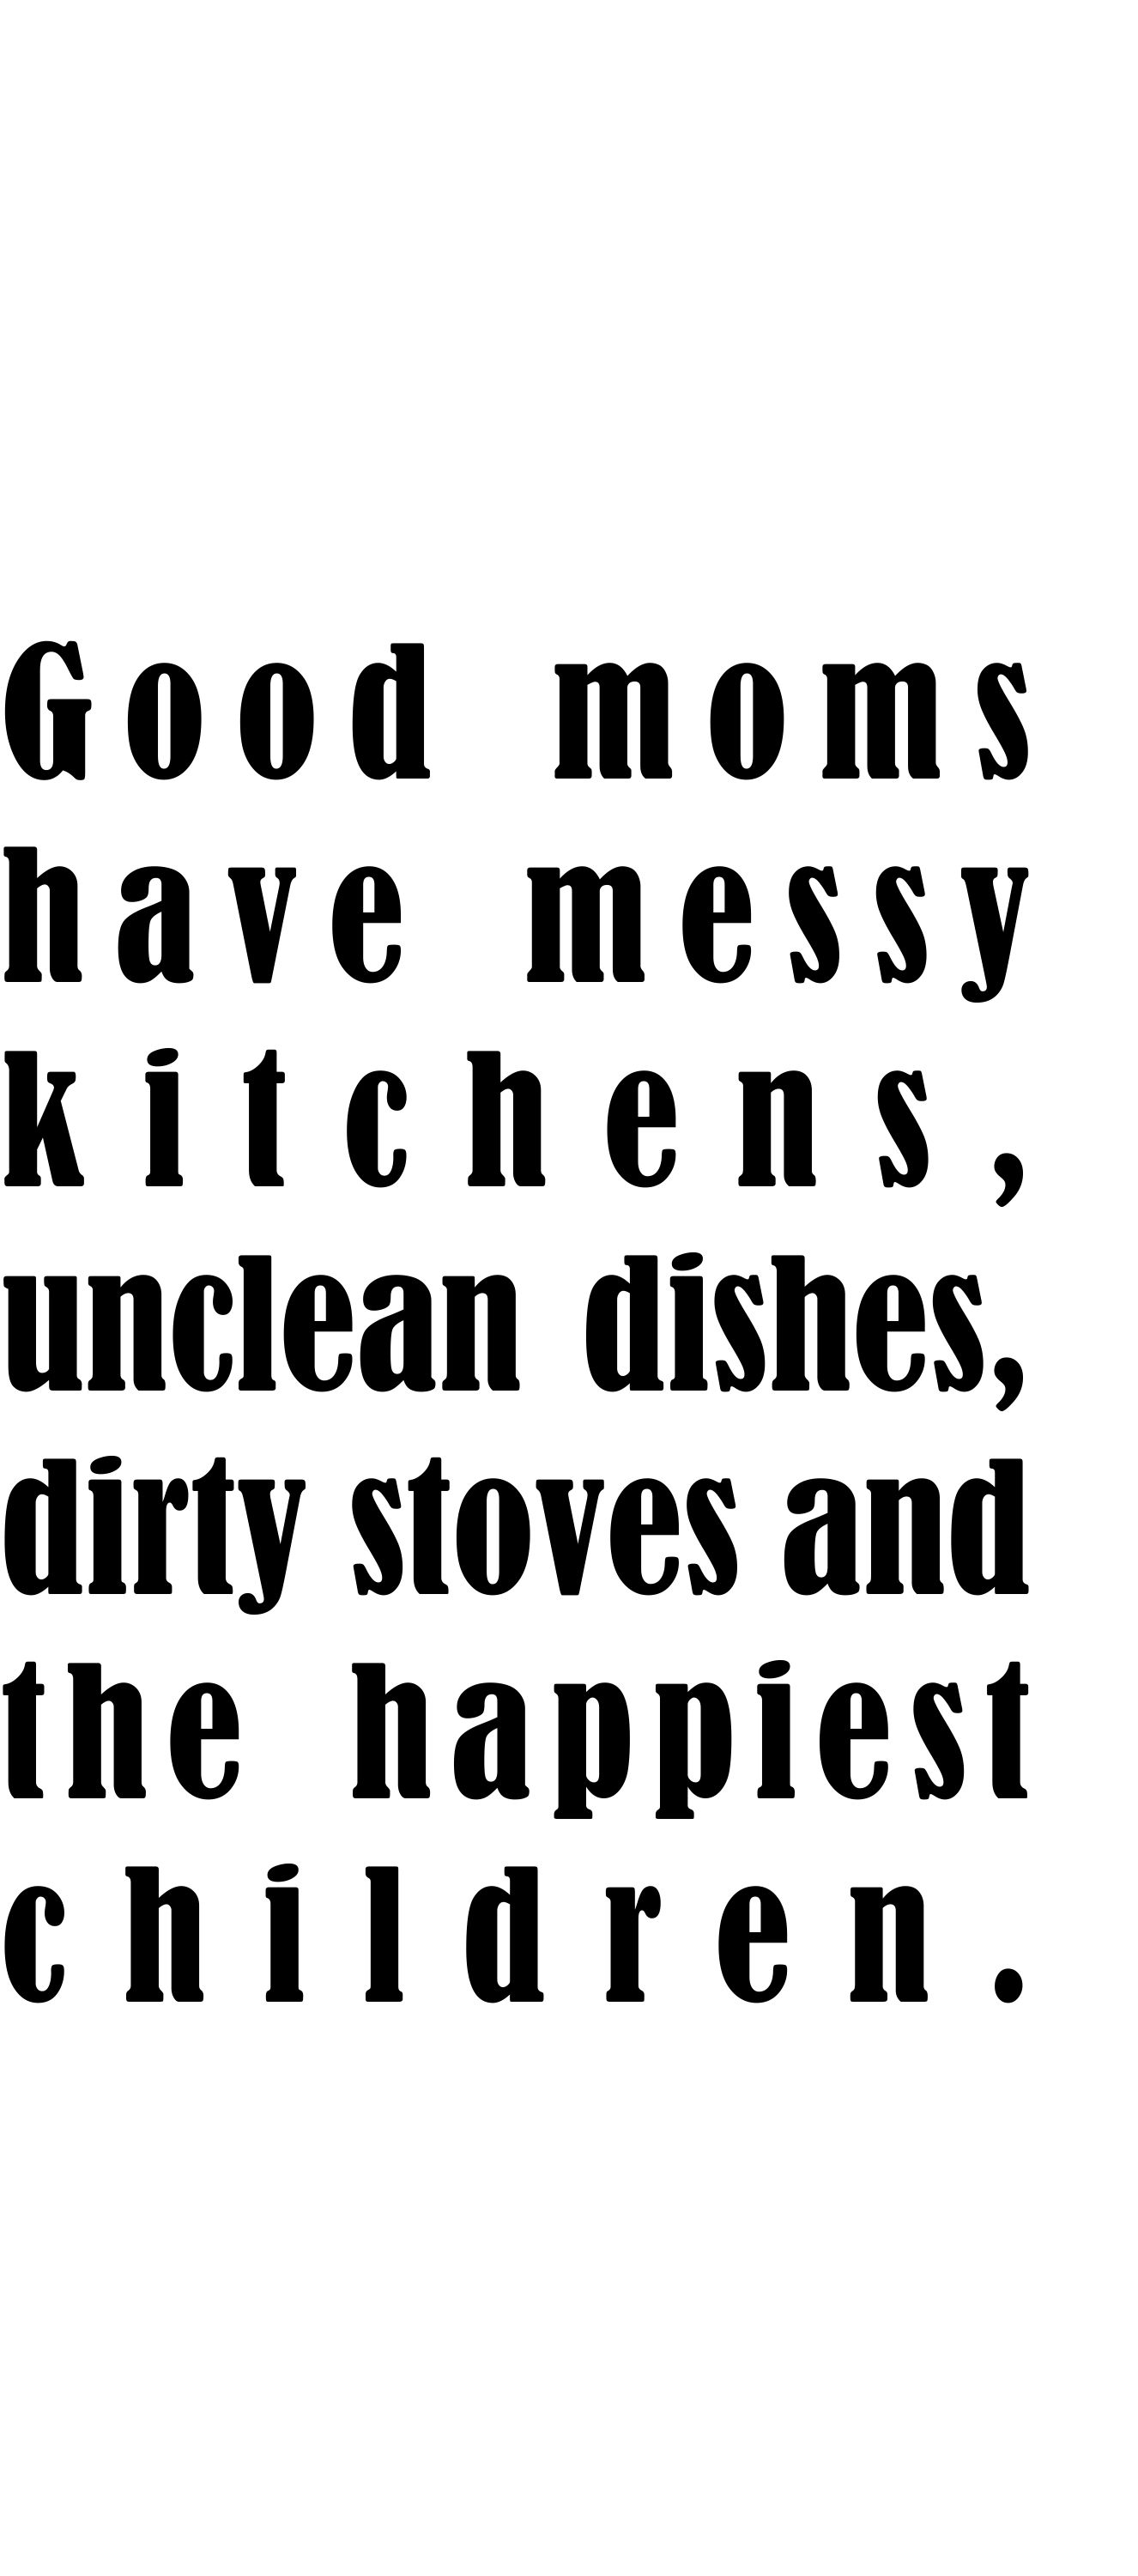 Good moms
have messy
kitchens,
unclean dishes,
dirty stoves and
the happiest
children.